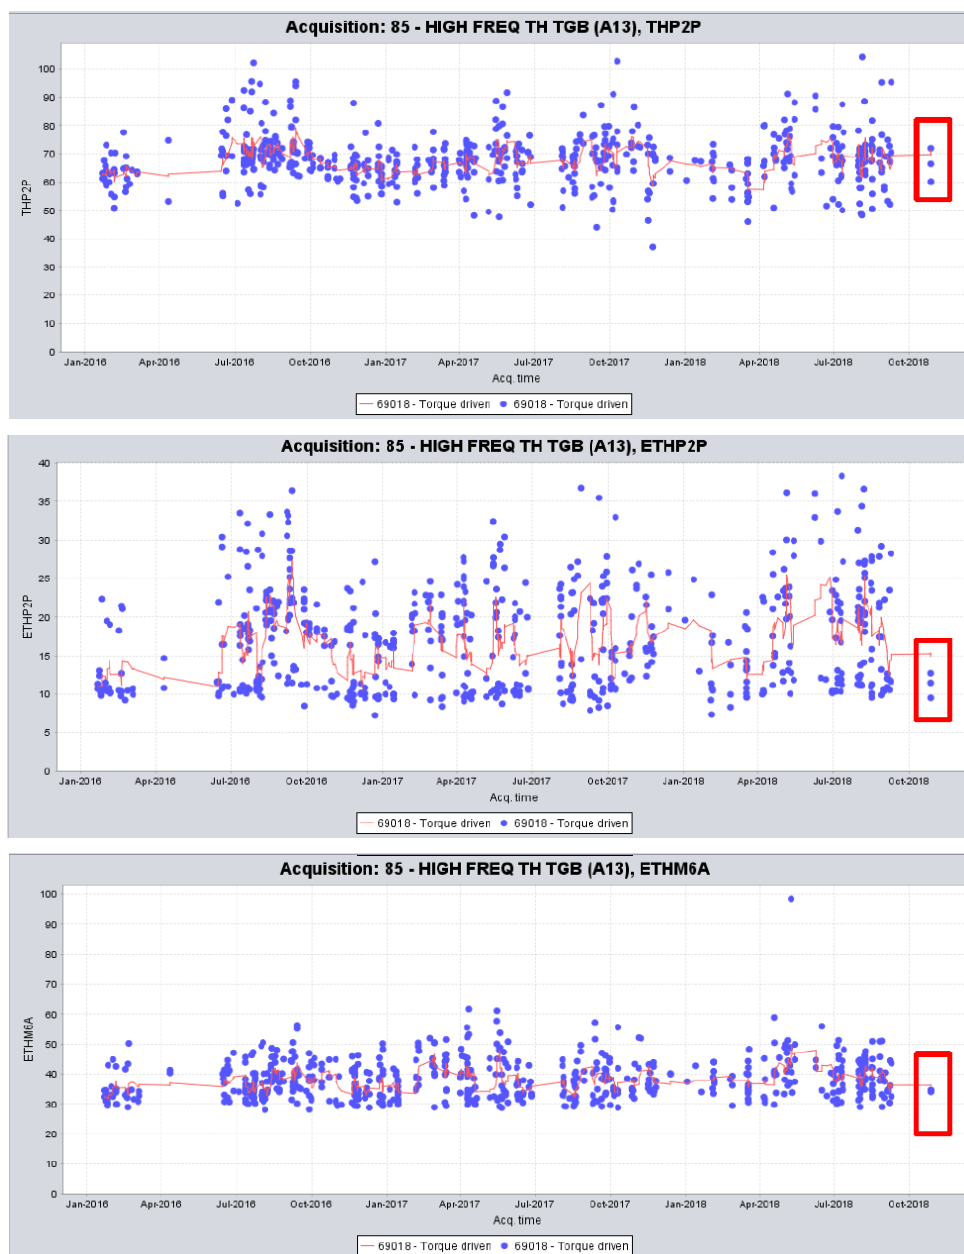 Acquisition: 85 - HIGH FREQ TH TGB (A13), THP2P
100
90
80
70
60
50
40
30
20
10
0
THP2P
Jan-2016 Apr-2016 Jul-2016 Oct-2016 Jan-2017 Apr-2017 Jul-2017 Oct-2017 Jan-2018 Apr-2018 Jul-2018 Oct-2018
Acq. time
69018 - Torque driven 69018 - Torque driven
Acquisition: 85 - HIGH FREQ TH TGB (A13), ETHP2P
40
35
30
25
20
15
10
5
0
ETHP2P
Jan-2016 Apr-2016 Jul-2016 Oct-2016 Jan-2017 Apr-2017 Jul-2017 Oct-2017 Jan-2018 Apr-2018 Jul-2018 Oct-2018
Acq. time
69018 - Torque driven 69018 - Torque driven
Acquisition: 85 - HIGH FREQ TH TGB (A13), ETHM6A
100
90
80
70
60
50
40
30
20
10
0
ETHM6A
Jan-2016 Apr-2016 Jul-2016 Oct-2016 Jan-2017 Apr-2017 Jul-2017 Oct-2017 Jan-2018 Apr-2018 Jul-2018 Oct-2018
Acq. time
69018 - Torque driven 69018 - Torque driven